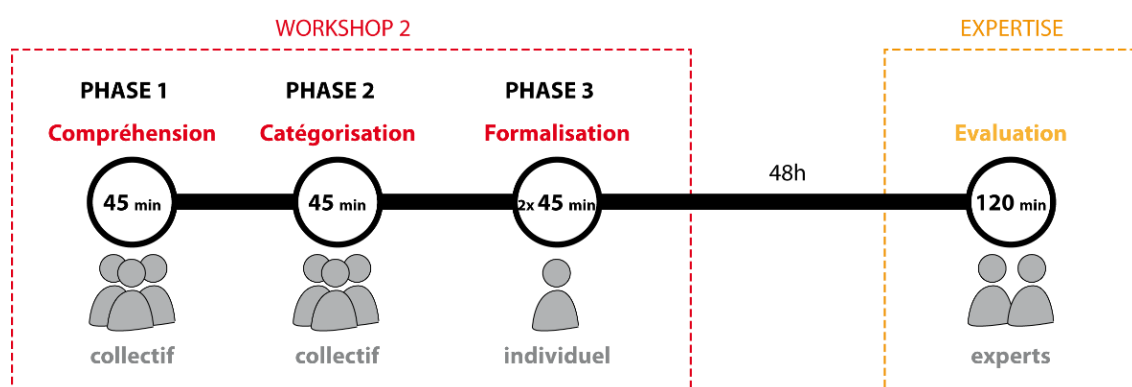 WORKSHOP 2
EXPERTISE
PHASE 1
PHASE 2
PHASE 3
Compréhension
Catégorisation
Formalisation
Evaluation
48h
45 min
45 min
2x 45 min
120 min
collectif
collectif
individuel
experts